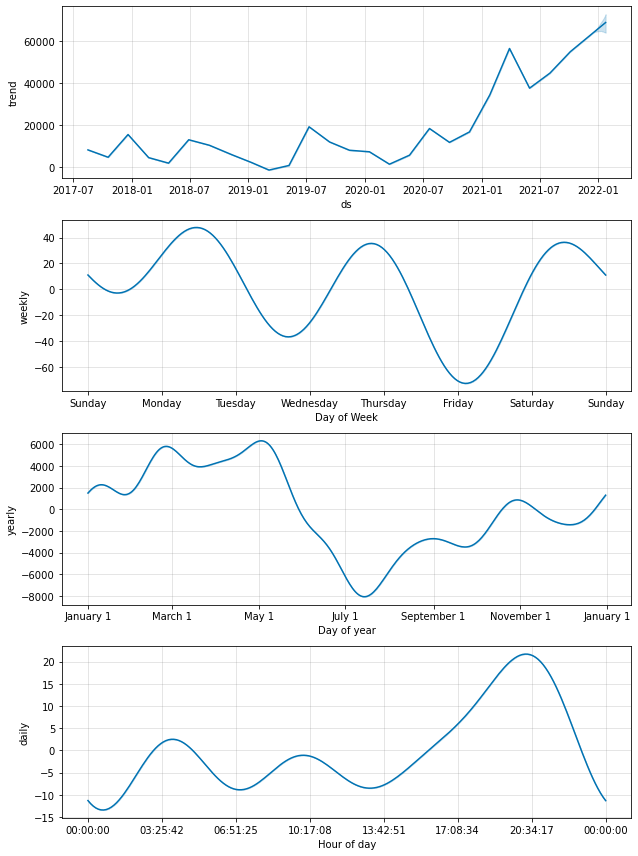 60000
40000
20000
0
trend
2017-07 2018-01 2018-07 2019-01 2019-07 2020-01 2020-07 2021-01 2021-07 2022-01
ds
40
20
0
−20
−40
−60
weekly
Sunday Monday Tuesday Wednesday Thursday Friday Saturday Sunday
Day of Week
6000
4000
2000
0
−2000
−4000
−6000
−8000
yearly
January 1 March 1 May 1 July 1 September 1 November 1 January 1
Day of year
20
15
10
5
0
−5
−10
−15
daily
00:00:00 03:25:42 06:51:25 10:17:08 13:42:51 17:08:34 20:34:17 00:00:00
Hour of day